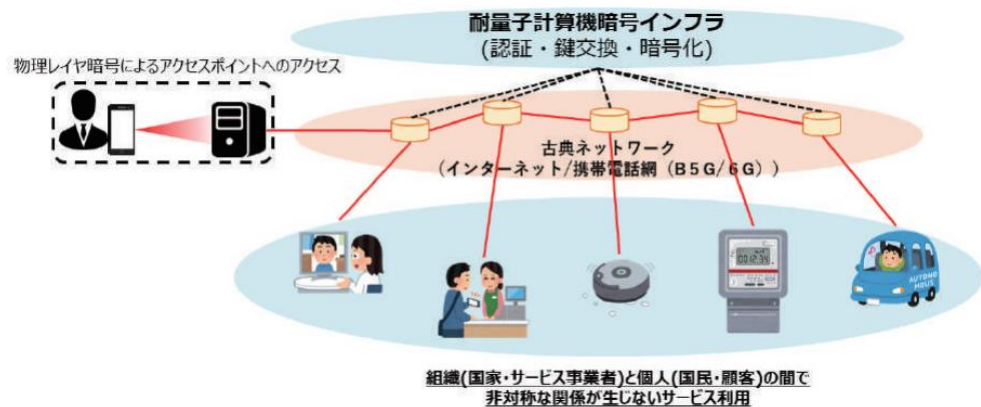 耐量子計算機暗号インフラ
(認証・鍵交換・暗号化)
物理レイヤ暗号によるアクセスポイントへのアクセス
古典ネットワーク
(インターネット/携帯電話網(B5G/6G))
0012.34
AUTONO
MOUS
組織(国家・サービス事業者)と個人(国民・顧客)の間で
非対称な関係が生じないサービス利用